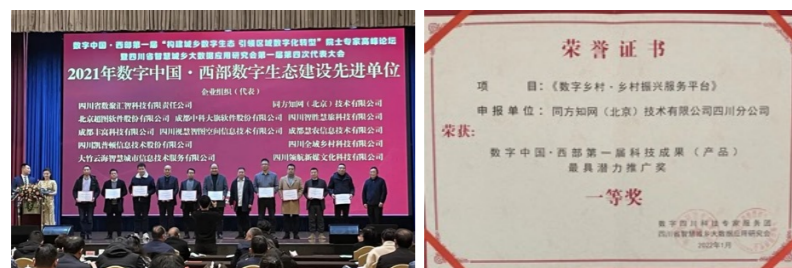 数字中国·西部第一届“构建城乡数字生态 引领区域数字化转型”院士专家高峰论坛
暨四川省智慧城乡大数据应用研究会第一届第四次代表大会
2021年数字中国·西部数字生态建设先进单位
企业组织(代表)
四川省数聚汇智科技有限责任公司 同方知网(北京)技术有限公司
北京超图软件股份有限公司 成都中科大旗软件股份有限公司 四川智胜慧旅科技有限公司
成都丰窝科技有限公司 四川视慧智图空间信息技术有限公司 成都慧农信息技术有限公司
四川凯普顿信息技术股份有限公司 四川全城乡村科技有限公司
大竹云海智慧城市信息技术服务有限公司 四川领航新媒文化科技有限公司
荣誉证书
项 目:《数字乡村·乡村振兴服务平台》
申报单位:同方知网(北京)技术有限公司四川分公司
荣获:
数字中国·西部第一届科技成果(产品)
最具潜力推广奖
一等奖
数字四川科技专家服务团
四川省智慧城乡大数据应用研究会
2022年1月